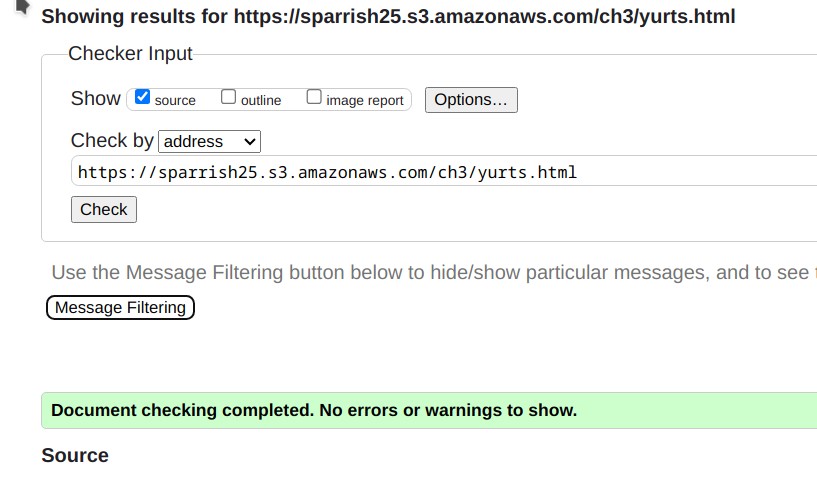 Showing results for https://sparrish25.s3.amazonaws.com/ch3/yurts.html
Checker Input
Show source outline image report Options...
Check by address
https://sparrish25.s3.amazonaws.com/ch3/yurts.html
Check
Use the Message Filtering button below to hide/show particular messages, and to see
Message Filtering
Document checking completed. No errors or warnings to show.
Source